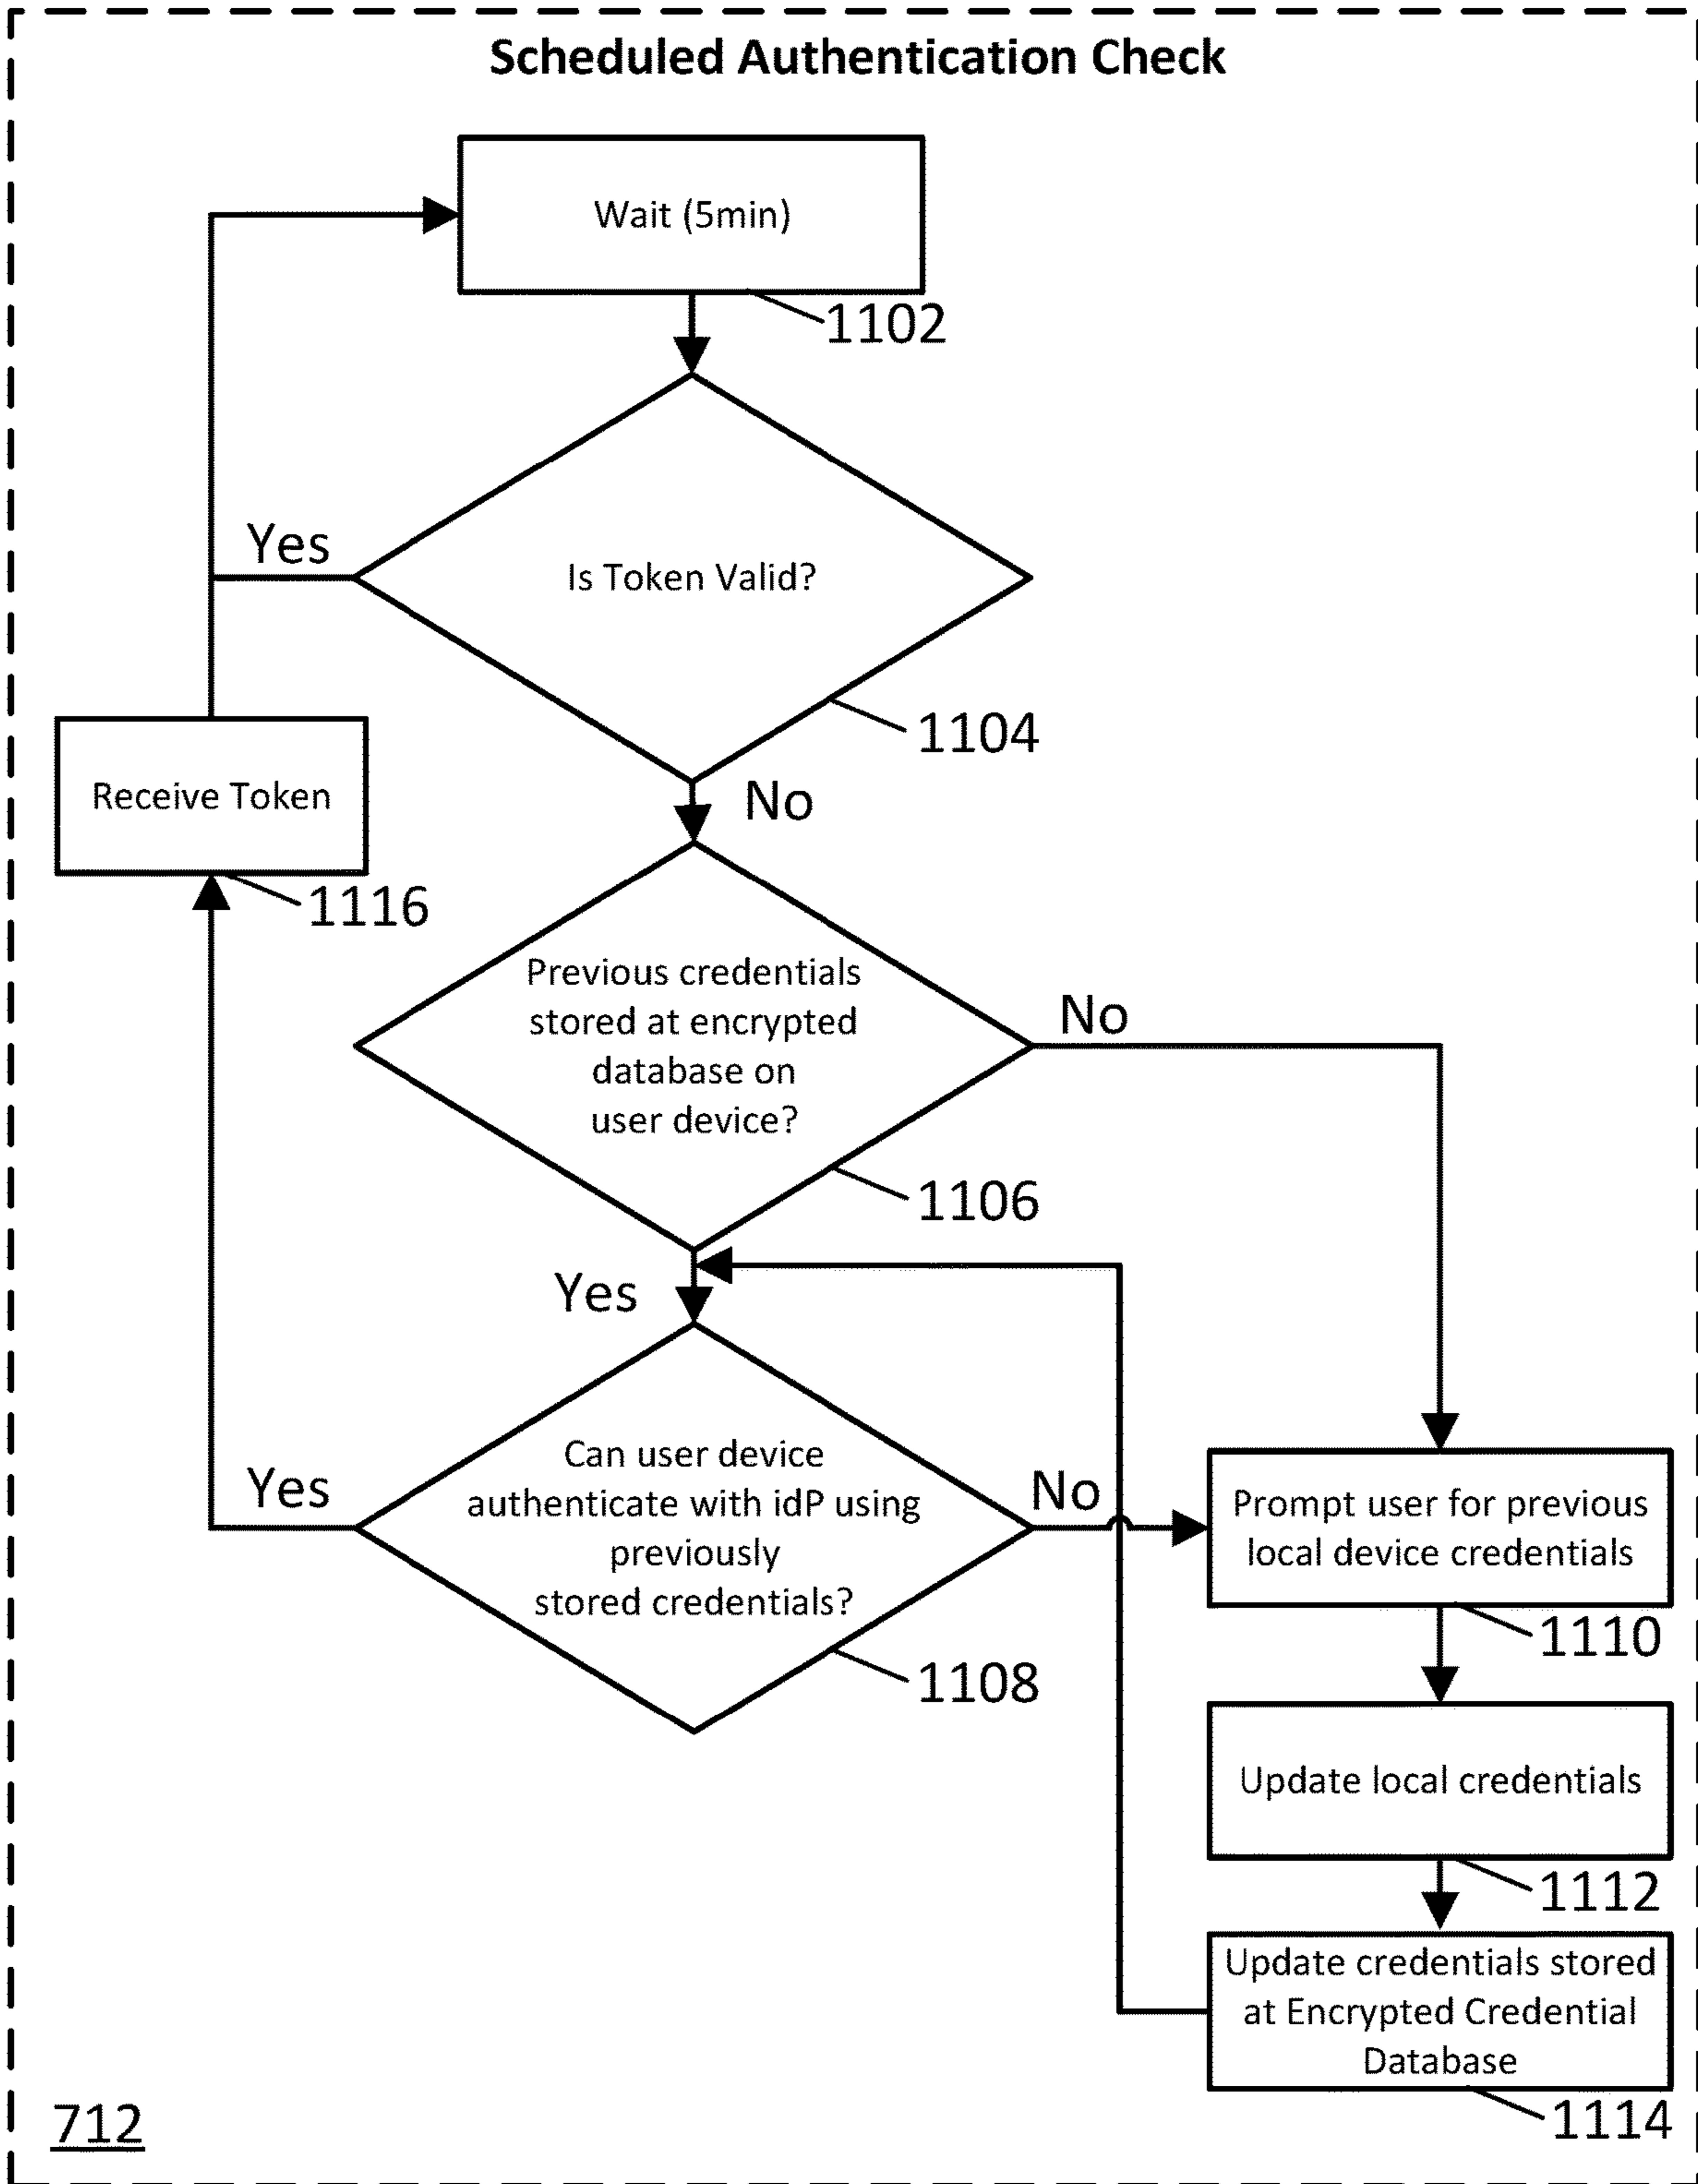 Scheduled Authentication Check
Wait (5min)
1102
Yes
Is Token Valid?
1104
No
Receive Token
1116
Previous credentials
stored at encrypted
database on
user device?
No
1106
Yes
Can user device
authenticate with idP using
previously
stored credentials?
Yes
No
1108
Prompt user for previous
local device credentials
1110
Update local credentials
1112
Update credentials stored
at Encrypted Credential
Database
1114
712